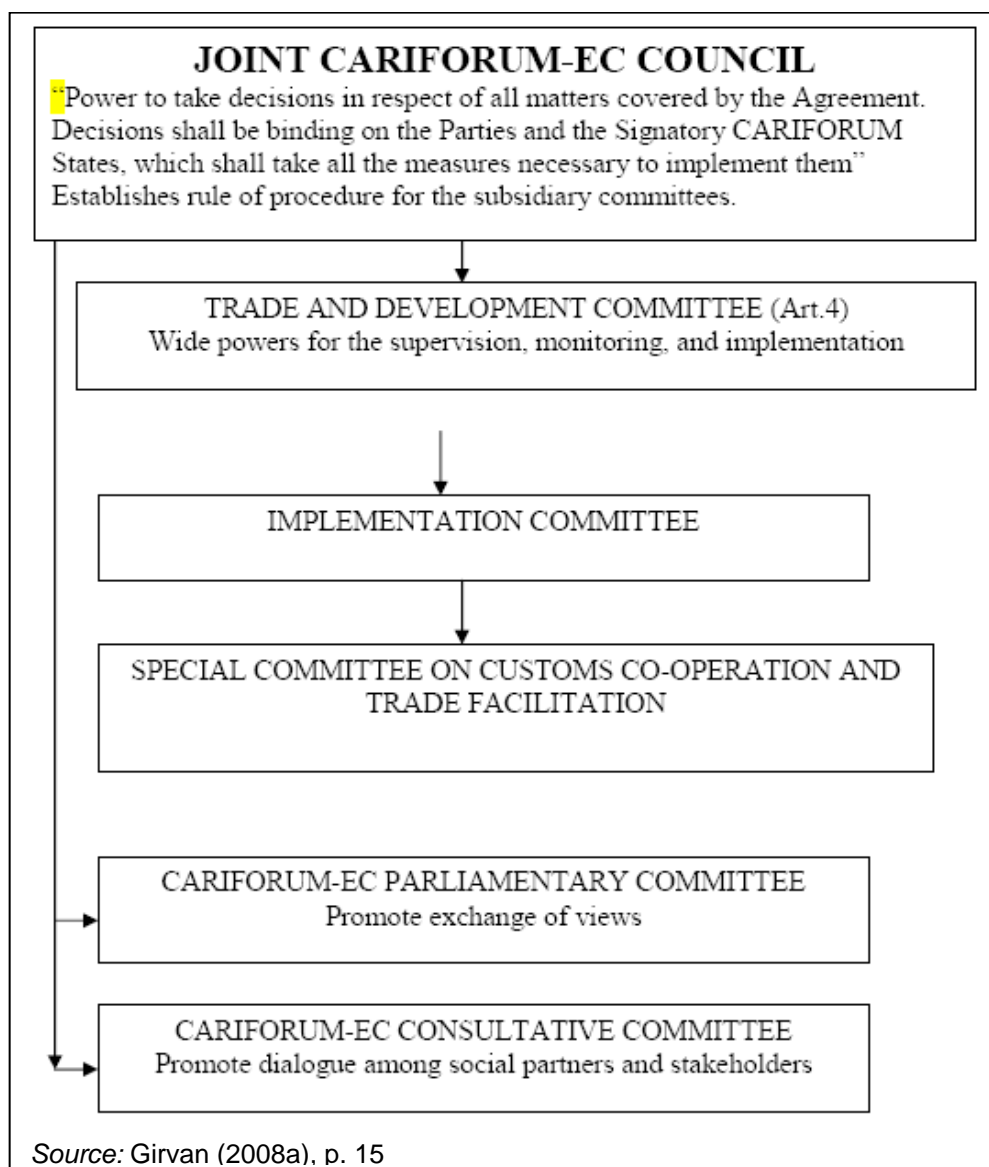 JOINT CARIFORUM-EC COUNCIL
“Power to take decisions in respect of all matters covered by the Agreement.
Decisions shall be binding on the Parties and the Signatory CARIFORUM
States, which shall take all the measures necessary to implement them”
Establishes rule of procedure for the subsidiary committees.
TRADE AND DEVELOPMENT COMMITTEE (Art.4)
Wide powers for the supervision, monitoring, and implementation
IMPLEMENTATION COMMITTEE
SPECIAL COMMITTEE ON CUSTOMS CO-OPERATION AND
TRADE FACILITATION
CARIFORUM-EC PARLIAMENTARY COMMITTEE
Promote exchange of views
CARIFORUM-EC CONSULTATIVE COMMITTEE
Promote dialogue among social partners and stakeholders
Source: Girvan (2008a), p. 15